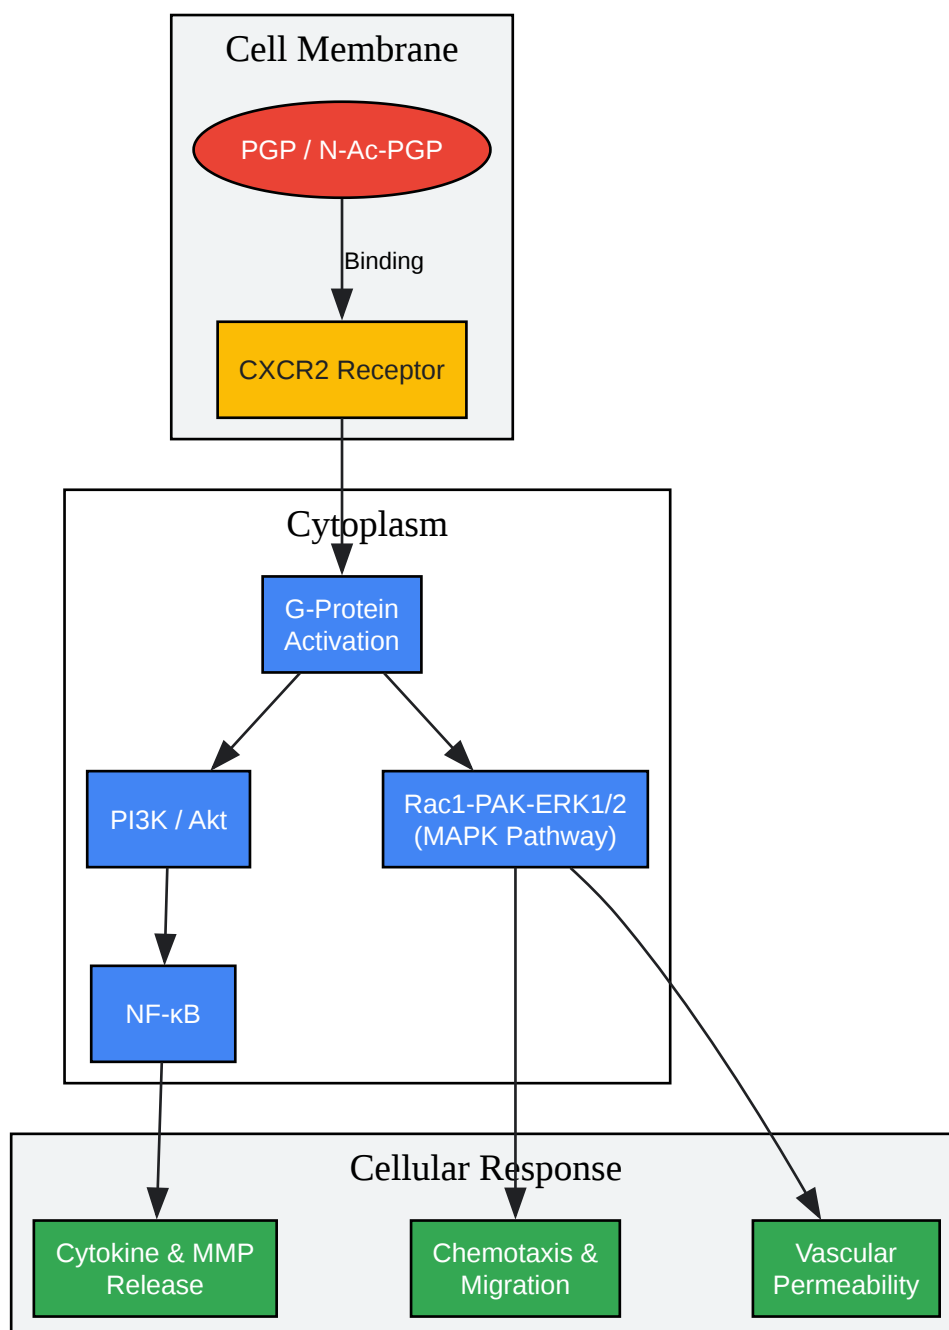 Cell Membrane
PGP / N-Ac-PGP
Binding
CXCR2 Receptor
Cytoplasm
G-Protein
Activation
PI3K / Akt
Rac1-PAK-ERK1/2
(MAPK Pathway)
NF-κB
Cellular Response
Cytokine & MMP
Release
Chemotaxis &
Migration
Vascular
Permeability